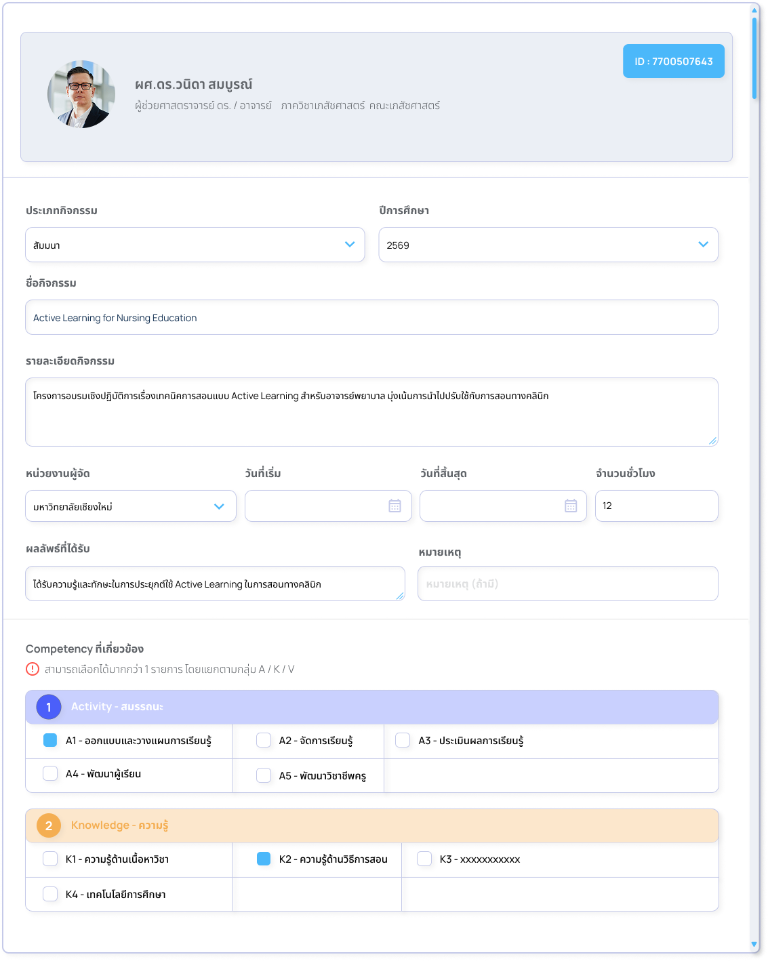 ID : 7700507643
ผศ.ดร.วนิดา สมบูรณ์
ผู้ช่วยศาสตราจารย์ ดร. / อาจารย์ ภาควิชาเภสัชศาสตร์ คณะเภสัชศาสตร์
ประเภทกิจกรรม ปีการศึกษา
สัมมนา 2569
ชื่อกิจกรรม
Active Learning for Nursing Education
รายละเอียดกิจกรรม
โครงการอบรมเชิงปฏิบัติการเรื่องเทคนิคการสอนแบบ Active Learning สำหรับอาจารย์พยาบาล มุ่งเน้นการนำไปปรับใช้กับการสอนทางคลินิก
หน่วยงานผู้จัด วันที่เริ่ม วันที่สิ้นสุด จำนวนชั่วโมง
มหาวิทยาลัยเชียงใหม่ 12
ผลลัพธ์ที่ได้รับ หมายเหตุ
ได้รับความรู้และทักษะในการประยุกต์ใช้ Active Learning ในการสอนทางคลินิก หมายเหตุ (ถ้ามี)
Competency ที่เกี่ยวข้อง
สามารถเลือกได้มากกว่า 1 รายการ โดยแยกตามกลุ่ม A / K / V
1 Activity - สมรรถนะ
A1 - ออกแบบและวางแผนการเรียนรู้ A2 - จัดการเรียนรู้ A3 - ประเมินผลการเรียนรู้
A4 - พัฒนาผู้เรียน A5 - พัฒนาวิชาชีพครู
2 Knowledge - ความรู้
K1 - ความรู้ด้านเนื้อหาวิชา K2 - ความรู้ด้านวิธีการสอน K3 - xxxxxxxxxxx
K4 - เทคโนโลยีการศึกษา